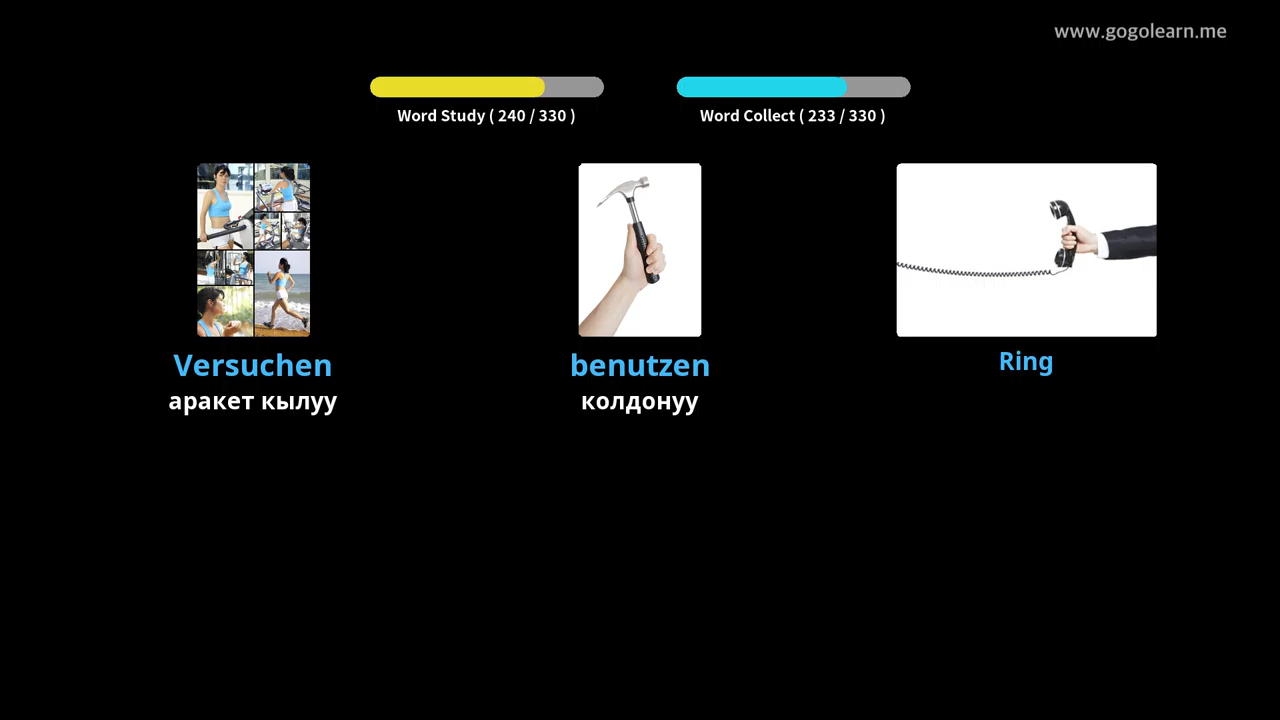 www.gogolearn.me
Word Study ( 240 / 330 )
Word Collect ( 233 / 330 )
Versuchen
аракет кылуу
benutzen
колдонуу
Ring